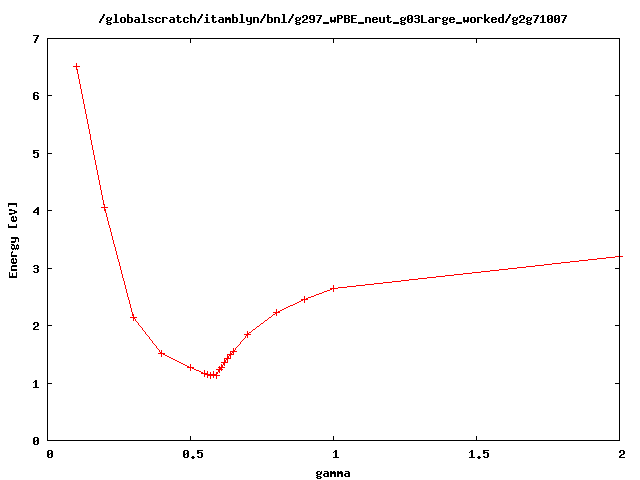 /globalscratch/itamblyn/bnl/g297_wPBE_neut_g03Large_worked/g2g71007
7
6
5
4
3
2
1
0
Energy [eV]
0 0.5 1 1.5 2
gamma